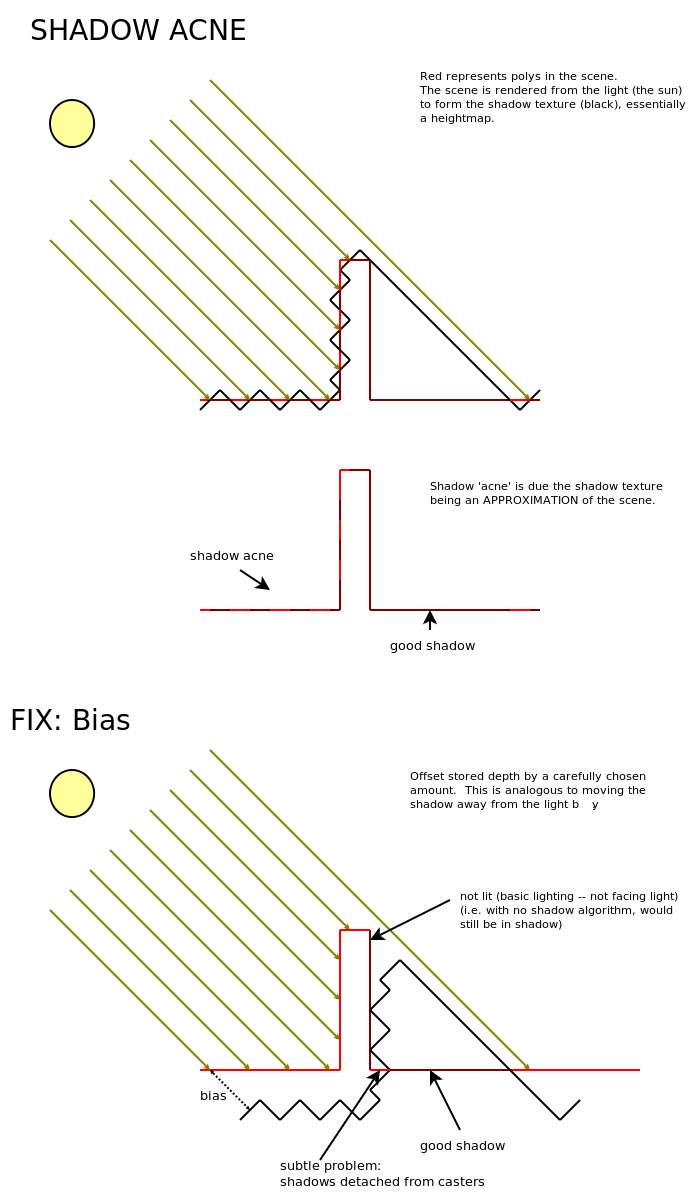 SHADOW ACNE
Red represents polys in the scene.
The scene is rendered from the light (the sun)
to form the shadow texture (black), essentially
a heightmap.
Shadow 'acne' is due the shadow texture
being an APPROXIMATION of the scene.
shadow acne
good shadow
FIX: Bias
Offset stored depth by a carefully chosen
amount.  This is analogous to moving the
shadow away from the light b   y.
not lit (basic lighting -- not facing light)
(i.e. with no shadow algorithm, would
still be in shadow)
bias
good shadow
subtle problem:
shadows detached from casters